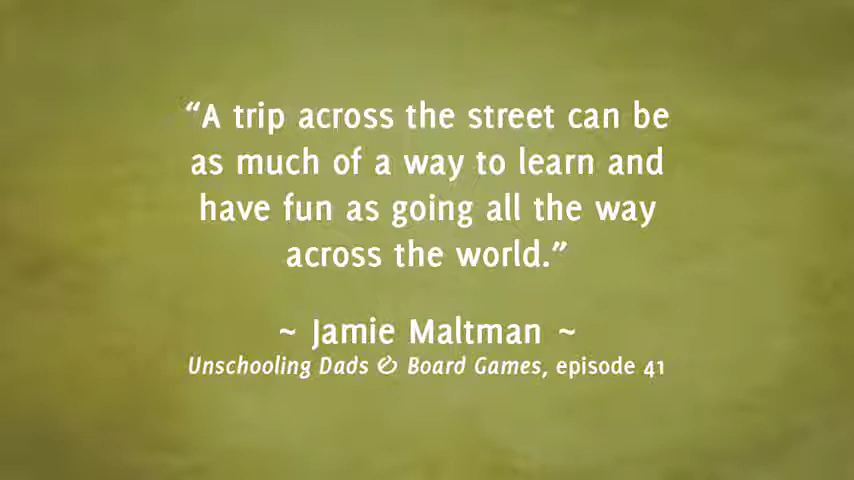 “A trip across the street can be
as much of a way to learn and
have fun as going all the way
across the world.”
~ Jamie Maltman ~
Unschooling Dads & Board Games, episode 41